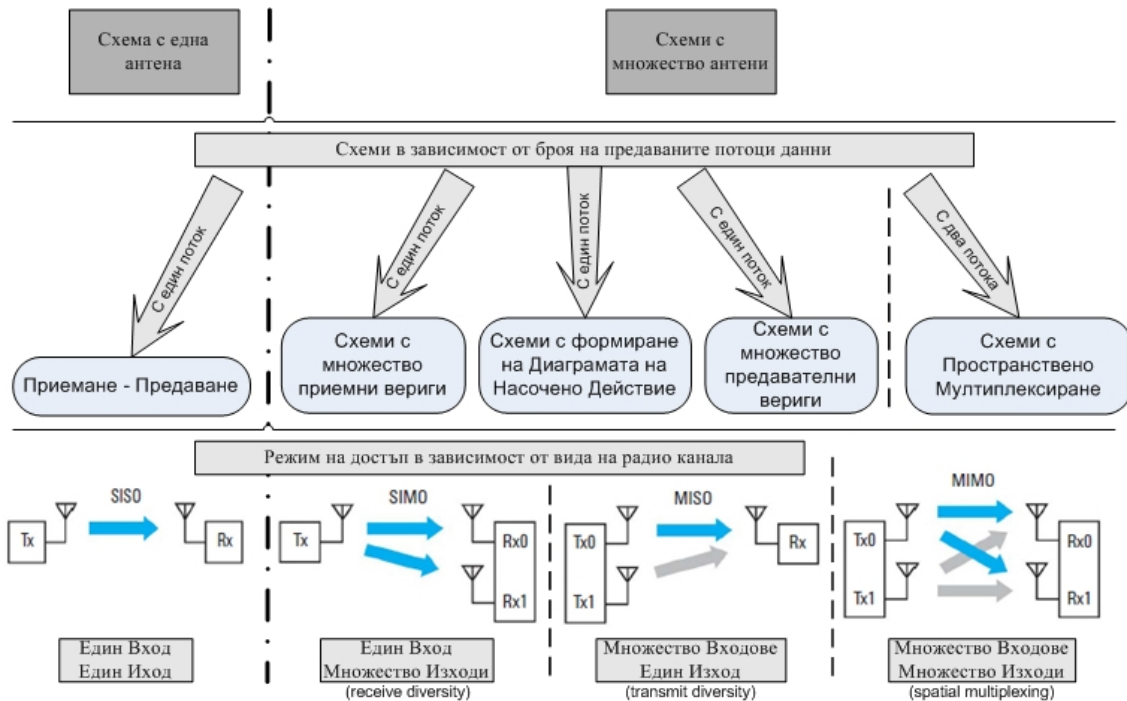 Схема с една
антена
Схеми с
множество антени
Схеми в зависимост от броя на предаваните потоци данни
С един поток
С един поток
С един поток
С един поток
С два потока
Приемане - Предаване
Схеми с
множество
приемни вериги
Схеми с формиране
на Диаграмата на
Насочено Действие
Схеми с
множество
предавателни
вериги
Схеми с
Пространствено
Мултиплексиране
Режим на достъп в зависимост от вида на радио канала
SISO
Tx
Rx
SIMO
Tx
Rx0
Rx1
MISO
Tx0
Tx1
Rx
MIMO
Tx0
Tx1
Rx0
Rx1
Един Вход
Един Иход
Един Вход
Множество Изходи
(receive diversity)
Множество Входове
Един Изход
(transmit diversity)
Множество Входове
Множество Изходи
(spatial multiplexing)